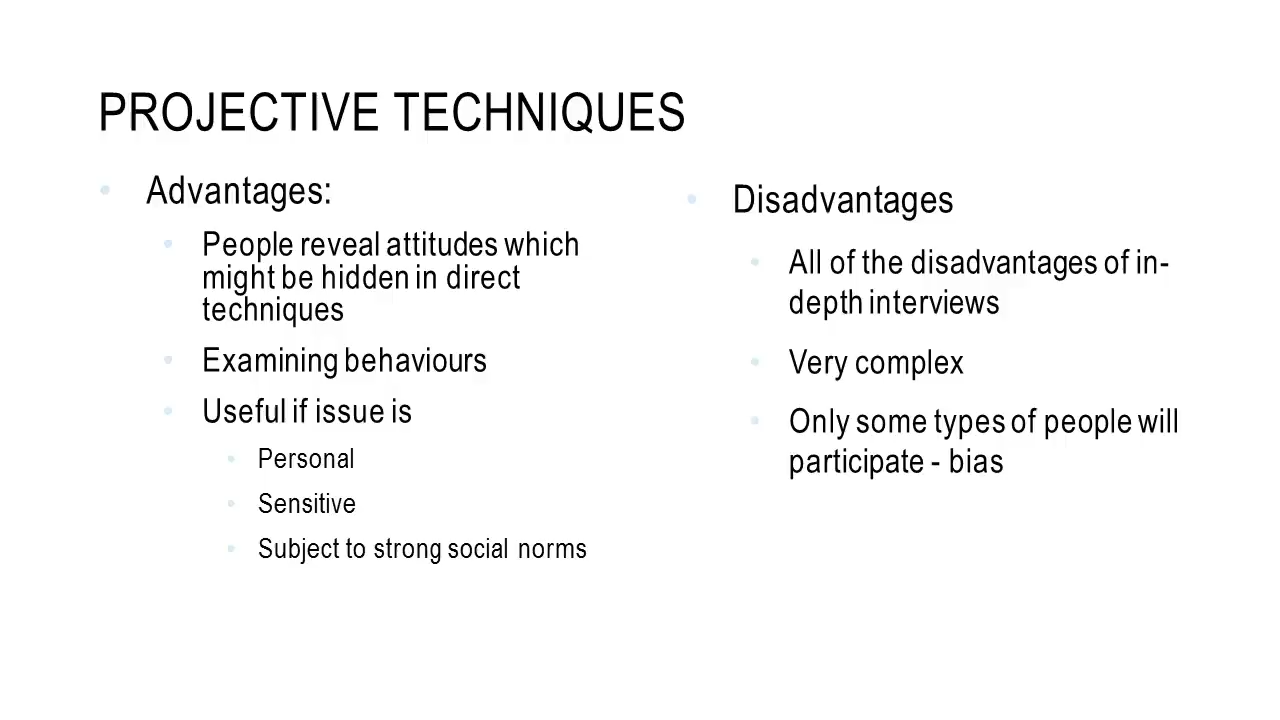 PROJECTIVE TECHNIQUES
• Advantages:
• People reveal attitudes which
might be hidden in direct
techniques
• Examining behaviours
• Useful if issue is
• Personal
• Sensitive
• Subject to strong social norms
• Disadvantages
• All of the disadvantages of in-
depth interviews
• Very complex
• Only some types of people will
participate - bias